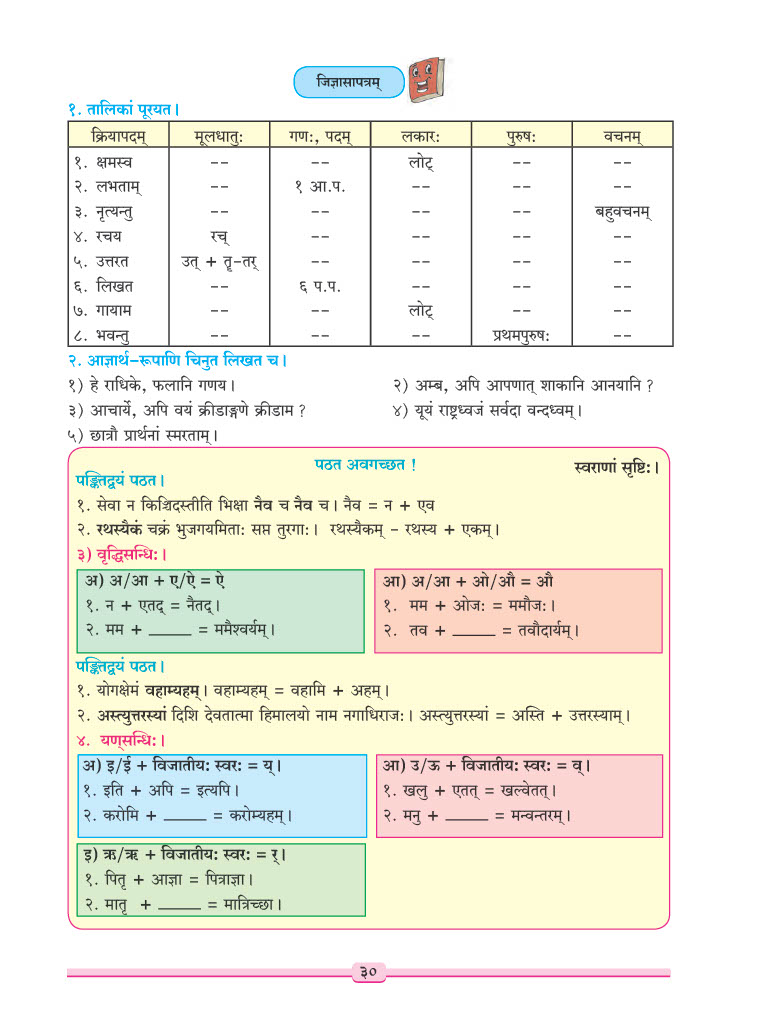 जिज्ञासापत्रम्
१. तालिकां पूरयत।
क्रियापदम् मूलधातुः गणः, पदम् लकारः पुरुषः वचनम्
१. क्षमस्व -- -- लोट् -- --
२. लभताम् -- १ आ.प. -- -- --
३. नृत्यन्तु -- -- -- -- बहुवचनम्
४. रचय रच् -- -- -- --
५. उत्तरत उत् + तॄ-तर् -- -- -- --
६. लिखत -- ६ प.प. -- -- --
७. गायाम -- -- लोट् -- --
८. भवन्तु -- -- -- प्रथमपुरुषः --
२. आज्ञार्थ-रूपाणि चिनुत लिखत च।
१) हे राधिके, फलानि गणय। २) अम्ब, अपि आपणात् शाकानि आनयानि ?
३) आचार्ये, अपि वयं क्रीडाङ्गणे क्रीडाम ? ४) यूयं राष्ट्रध्वजं सर्वदा वन्दध्वम्।
५) छात्रौ प्रार्थनां स्मरताम्।
पठत अवगच्छत ! स्वराणां सृष्टिः।
पङ्क्तिद्वयं पठत।
१. सेवा न किञ्चिदस्तीति भिक्षा नैव च नैव च। नैव = न + एव
२. रथस्यैकं चक्रं भुजगयमिताः सप्त तुरगाः। रथस्यैकम् - रथस्य + एकम्।
३) वृद्धिसन्धिः।
अ) अ/आ + ए/ऐ = ऐ
१. न + एतद् = नैतद्।
२. मम + _____ = ममैश्वर्यम्।
आ) अ/आ + ओ/औ = औ
१. मम + ओजः = ममौजः।
२. तव + _____ = तवौदार्यम्।
पङ्क्तिद्वयं पठत।
१. योगक्षेमं वहाम्यहम्। वहाम्यहम् = वहामि + अहम्।
२. अस्त्युत्तरस्यां दिशि देवतात्मा हिमालयो नाम नगाधिराजः। अस्त्युत्तरस्यां = अस्ति + उत्तरस्याम्।
४. यण्सन्धिः।
अ) इ/ई + विजातीयः स्वरः = य्।
१. इति + अपि = इत्यपि।
२. करोमि + _____ = करोम्यहम्।
आ) उ/ऊ + विजातीयः स्वरः = व्।
१. खलु + एतत् = खल्वेतत्।
२. मनु + _____ = मन्वन्तरम्।
इ) ऋ/ऋ + विजातीयः स्वरः = र्।
१. पितृ + आज्ञा = पित्राज्ञा।
२. मातृ + _____ = मात्रिच्छा।
३०